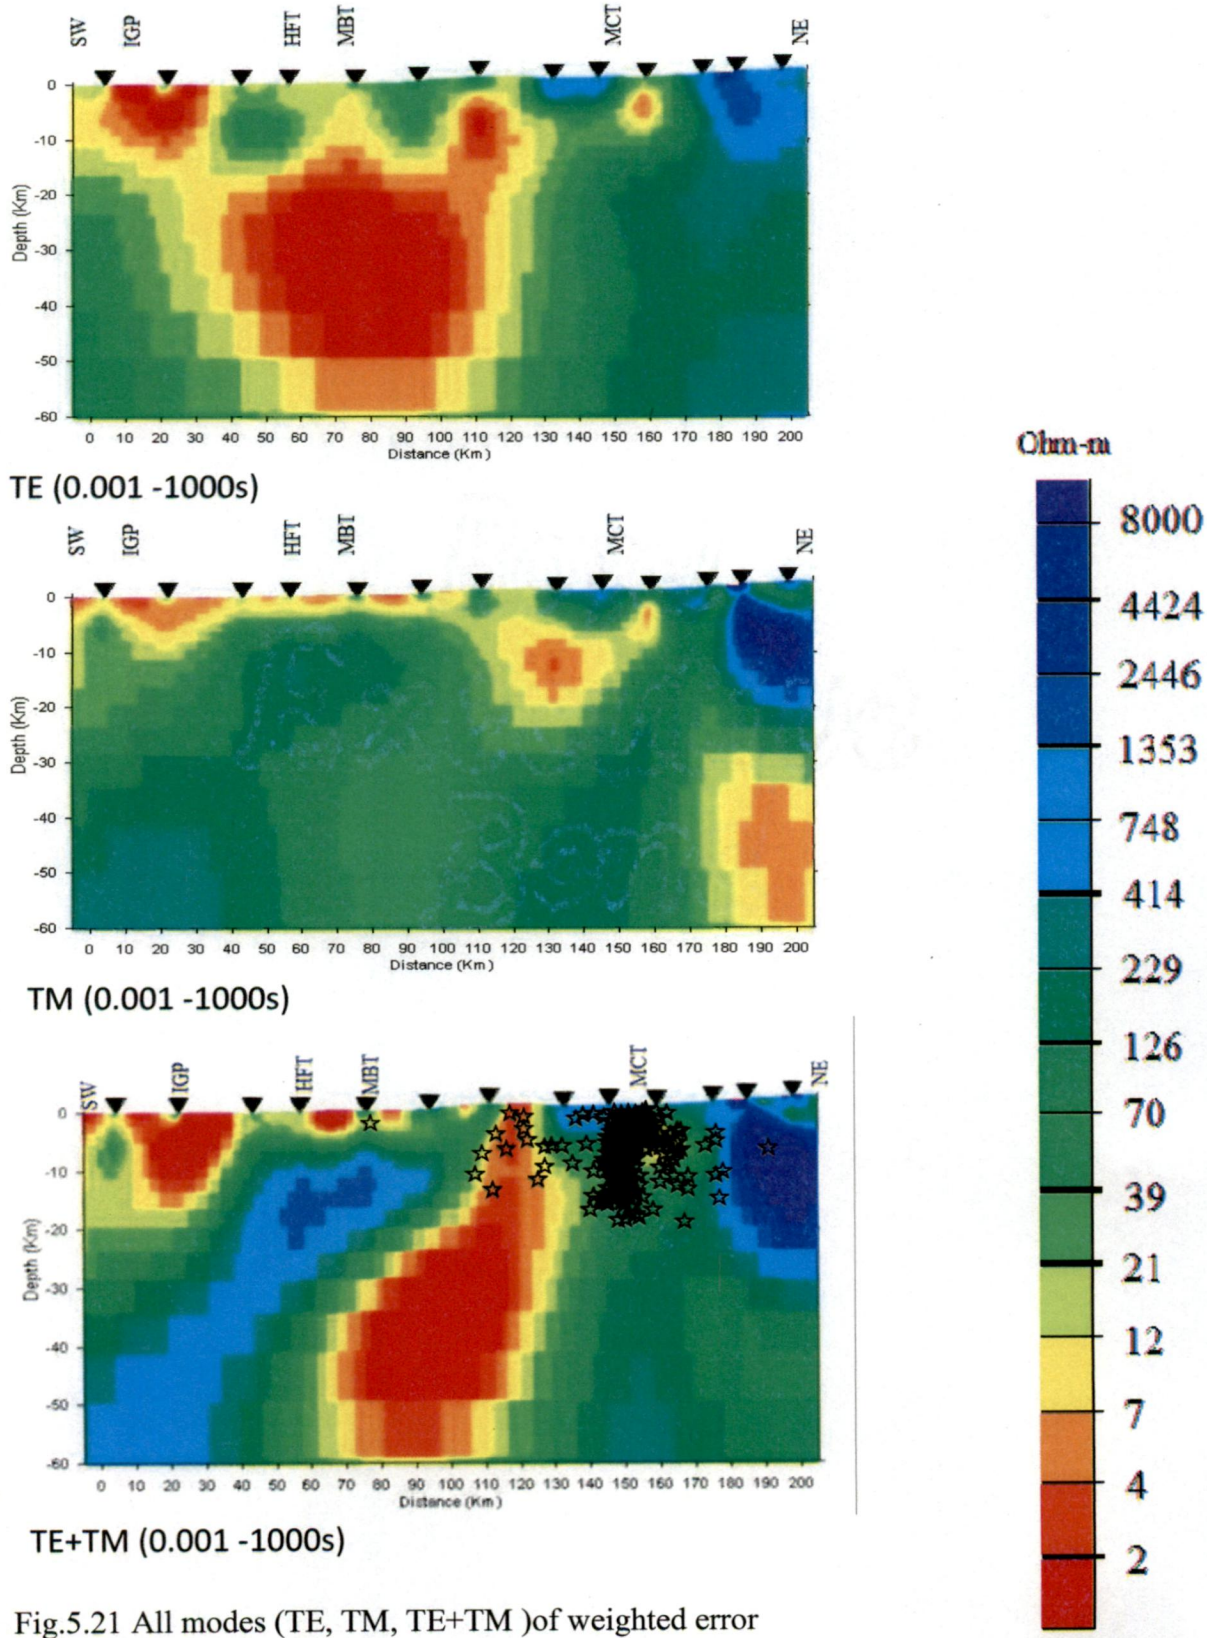 SW IGP HFT MBT MCT NE
0
-10
-20
-30
-40
-50
-60
Depth (Km)
0 10 20 30 40 50 60 70 80 90 100 110 120 130 140 150 160 170 180 190 200
Distance (Km)
TE (0.001 -1000s)
SW IGP HFT MBT MCT NE
0
-10
-20
-30
-40
-50
-60
Depth (Km)
0 10 20 30 40 50 60 70 80 90 100 110 120 130 140 150 160 170 180 190 200
Distance (Km)
TM (0.001 -1000s)
SW IGP HFT MBT MCT NE
0
-10
-20
-30
-40
-50
-60
Depth (Km)
0 10 20 30 40 50 60 70 80 90 100 110 120 130 140 150 160 170 180 190 200
Distance (Km)
TE+TM (0.001 -1000s)
Ohm-m
8000
4424
2446
1353
748
414
229
126
70
39
21
12
7
4
2
Fig.5.21 All modes (TE, TM, TE+TM )of weighted error